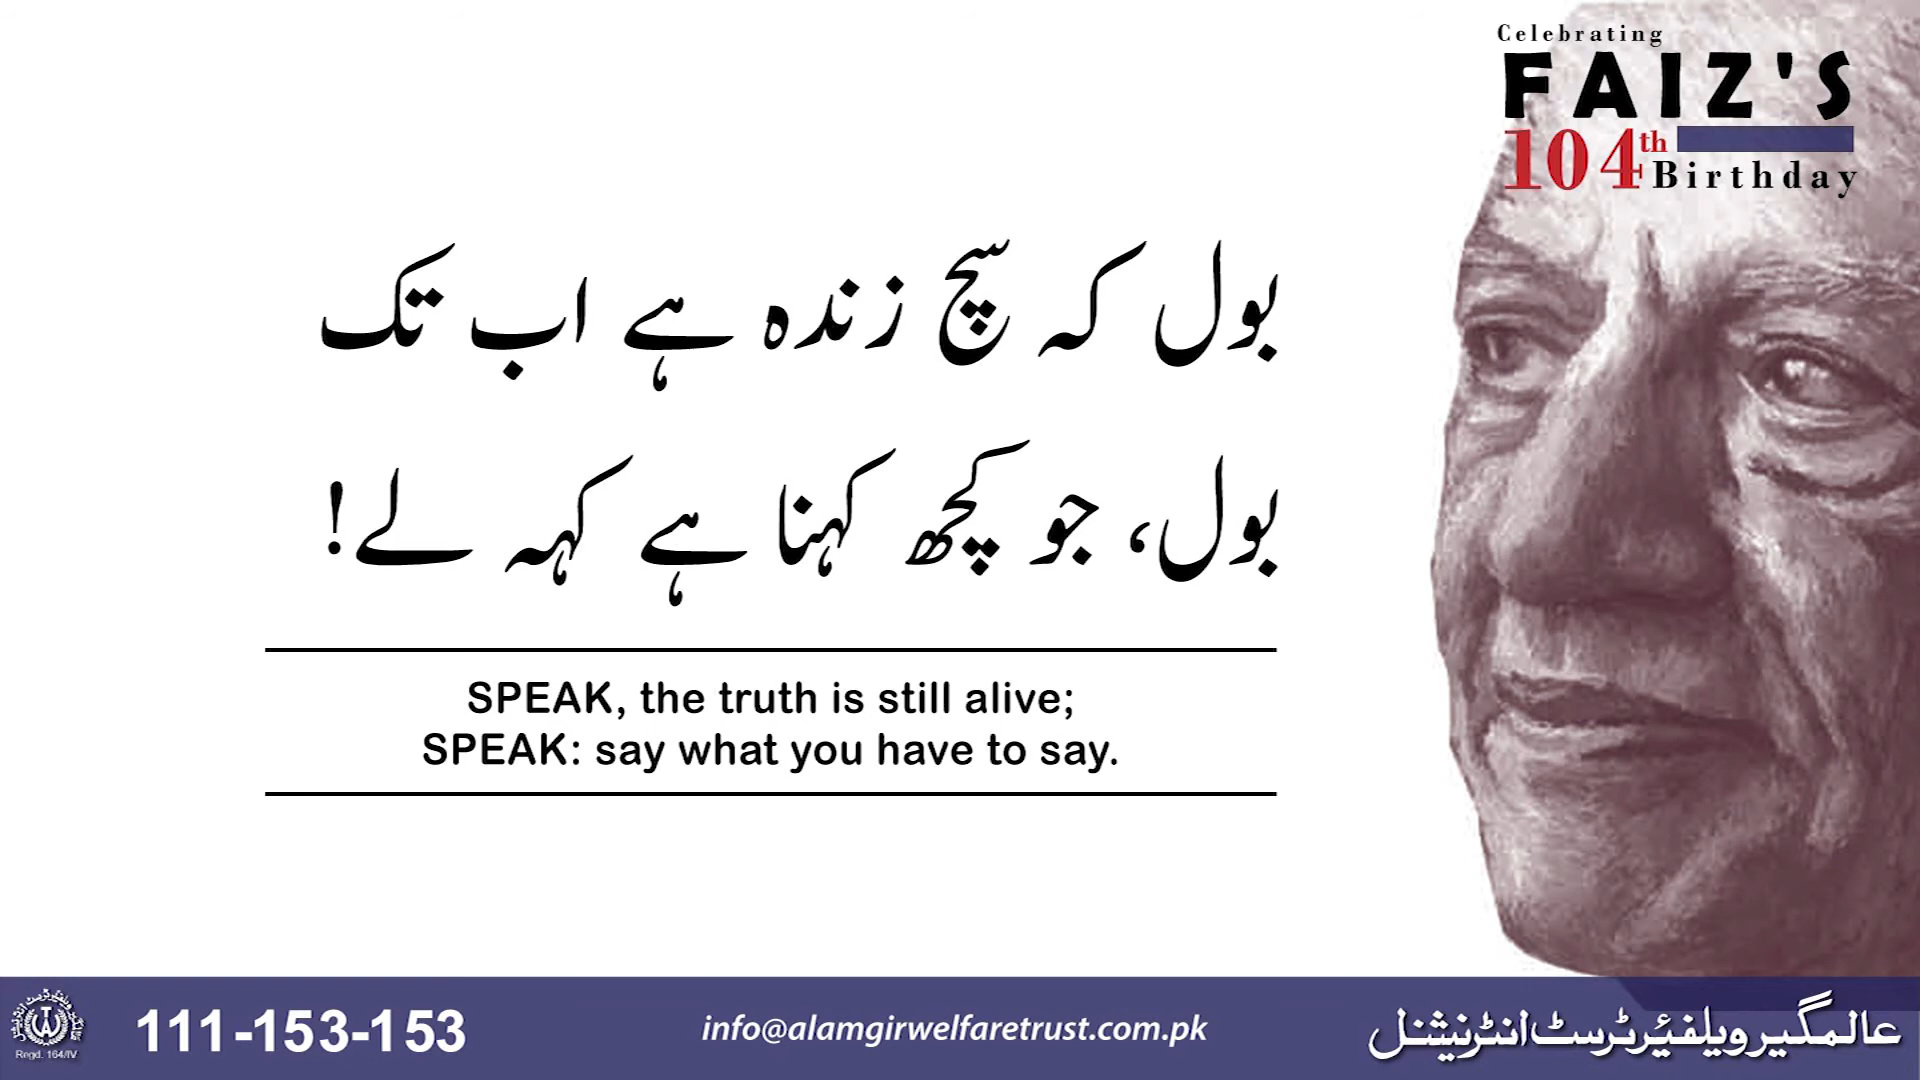 Celebrating
FAIZ'S
104th
Birthday
بول کہ سچ زندہ ہے اب تک
بول، جو کچھ کہنا ہے کہہ لے!
SPEAK, the truth is still alive;
SPEAK: say what you have to say.
Regd. 164/IV
111-153-153
info@alamgirwelfaretrust.com.pk
عالمگیر ویلفیئر ٹرسٹ انٹرنیشنل